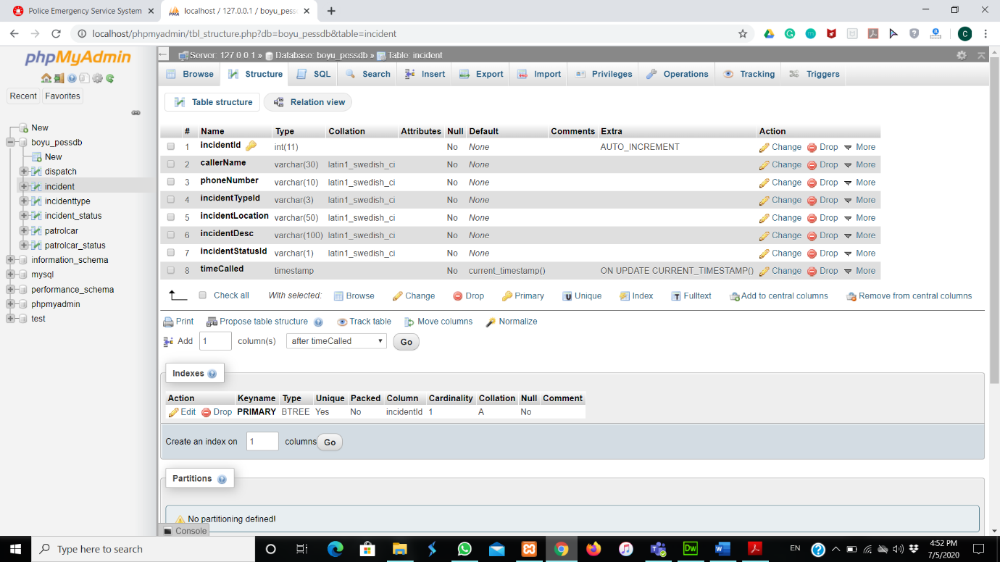 Police Emergency Service System
localhost / 127.0.0.1 / boyu_pess
localhost/phpmyadmin/tbl_structure.php?db=boyu_pessdb&table=incident
C
phpMyAdmin
Recent Favorites
New
boyu_pessdb
New
dispatch
incident
incidenttype
incident_status
patrolcar
patrolcar_status
information_schema
mysql
performance_schema
phpmyadmin
test
Server: 127.0.0.1 » Database: boyu_pessdb » Table: incident
Browse Structure SQL Search Insert Export Import Privileges Operations Tracking Triggers
Table structure Relation view
# Name Type Collation Attributes Null Default Comments Extra Action
1 incidentId int(11) No None AUTO_INCREMENT Change Drop More
2 callerName varchar(30) latin1_swedish_ci No None Change Drop More
3 phoneNumber varchar(10) latin1_swedish_ci No None Change Drop More
4 incidentTypeId varchar(3) latin1_swedish_ci No None Change Drop More
5 incidentLocation varchar(50) latin1_swedish_ci No None Change Drop More
6 incidentDesc varchar(100) latin1_swedish_ci No None Change Drop More
7 incidentStatusId varchar(1) latin1_swedish_ci No None Change Drop More
8 timeCalled timestamp No current_timestamp() ON UPDATE CURRENT_TIMESTAMP() Change Drop More
Check all With selected: Browse Change Drop Primary Unique Index Fulltext Add to central columns Remove from central columns
Print Propose table structure Track table Move columns Normalize
Add 1 column(s) after timeCalled Go
Indexes
Action Keyname Type Unique Packed Column Cardinality Collation Null Comment
Edit Drop PRIMARY BTREE Yes No incidentId 1 A No
Create an index on 1 columns Go
Partitions
No partitioning defined!
Console
Type here to search
Dw
EN
4:52 PM
7/5/2020